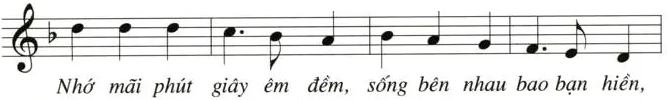 Nhớ mãi phút giây êm đềm, sống bên nhau bao bạn hiền,